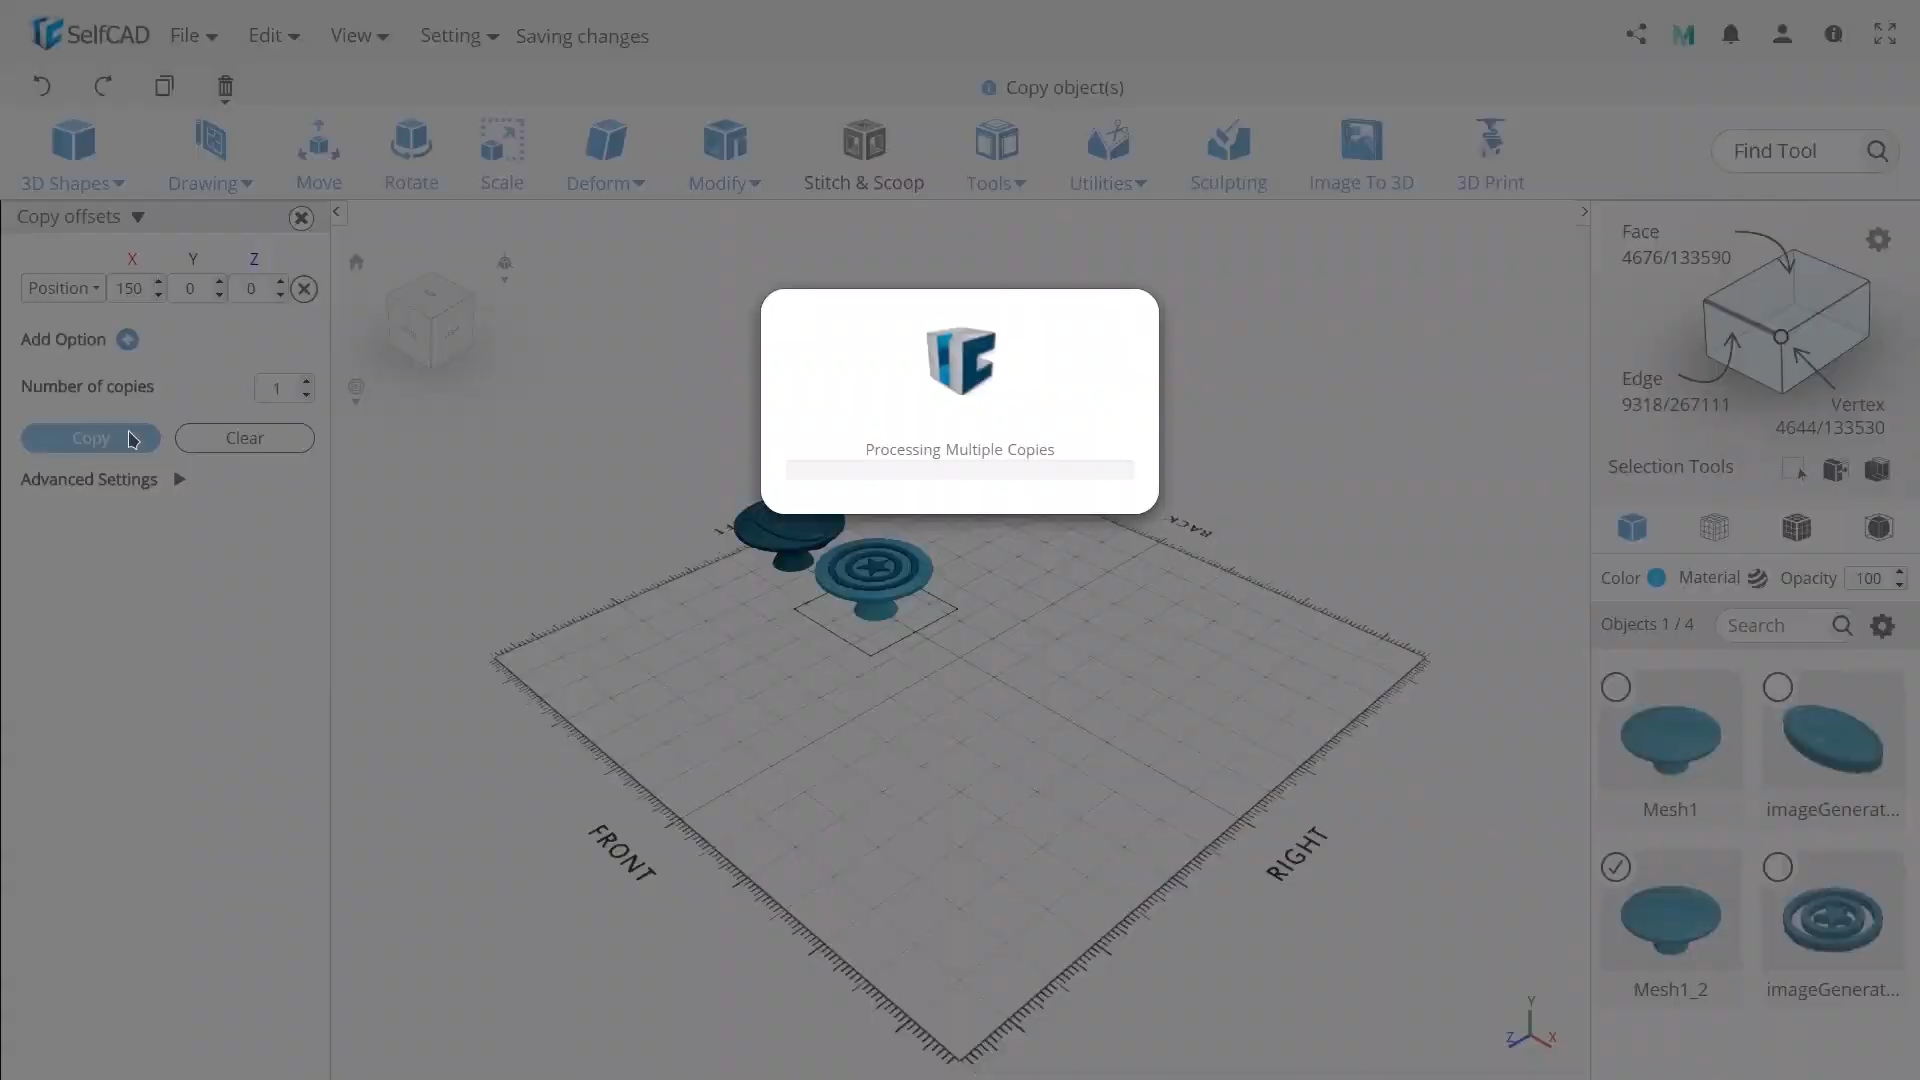 SelfCAD File Edit View Setting Saving changes
Copy object(s)
3D Shapes Drawing Move Rotate Scale Deform Modify Stitch & Scoop Tools Utilities Sculpting Image To 3D 3D Print
Find Tool
Copy offsets
X Y Z
Position 150 0 0
Add Option
Number of copies 1
Copy Clear
Advanced Settings
Processing Multiple Copies
BACK
FRONT
RIGHT
Y
Z X
Face
4676/133590
Edge
9318/267111
Vertex
4644/133530
Selection Tools
Color Material Opacity 100
Objects 1 / 4 Search
Mesh1 imageGenerat...
Mesh1_2 imageGenerat...